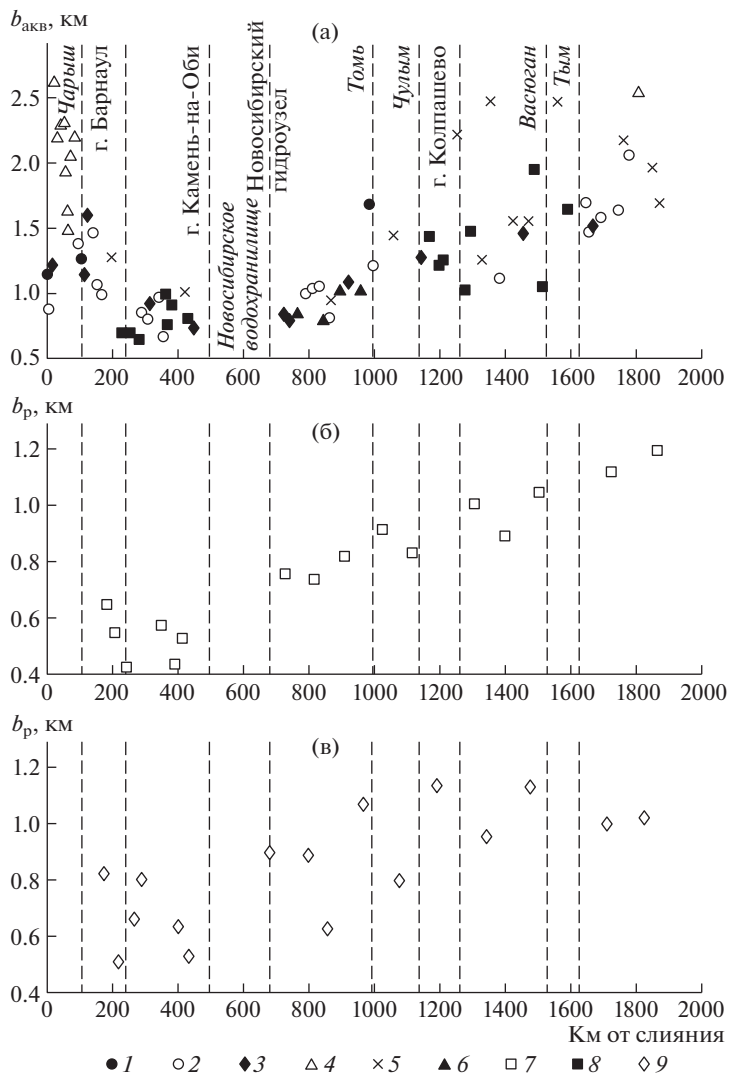 bакв, км
(а)
Чарыш
г. Барнаул
г. Камень-на-Оби
Новосибирское
водохранилище
Новосибирский
гидроузел
Томь
Чулым
г. Колпашево
Васюган
Тым
2.5
2.0
1.5
1.0
0.5
0 200 400 600 800 1000 1200 1400 1600 1800 2000
bр, км
(б)
1.2
1.0
0.8
0.6
0.4
0 200 400 600 800 1000 1200 1400 1600 1800 2000
bр, км
(в)
1.2
1.0
0.8
0.6
0.4
0 200 400 600 800 1000 1200 1400 1600 1800 2000
Км от слияния
1 2 3 4 5 6 7 8 9